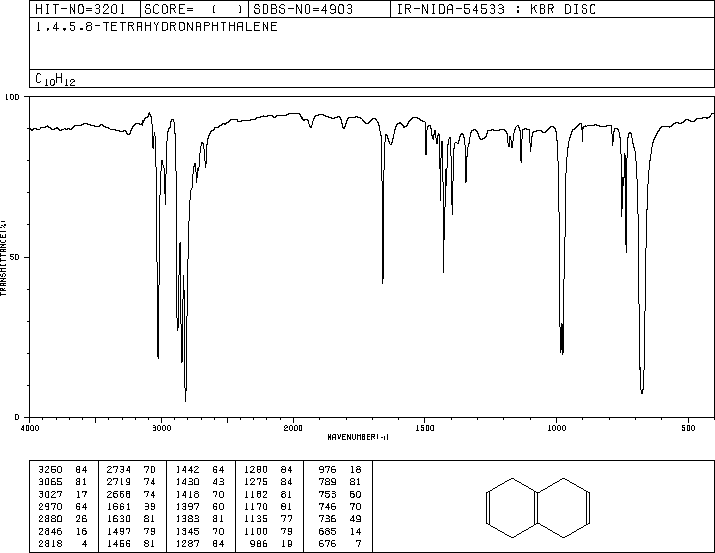 HIT-NO=3201 SCORE= ( ) SDBS-NO=4903 IR-NIDA-54533 : KBR DISC
1,4,5,8-TETRAHYDRONAPHTHALENE
C10H12
100
50
0
TRANSMITTANCE(%)
4000 3000 2000 1500 1000 500
WAVENUMBER(-1)
3260 84 2734 70 1442 64 1280 84 976 18
3065 81 2719 74 1430 43 1275 84 789 81
3027 17 2668 74 1418 70 1182 81 753 60
2970 64 1661 39 1397 60 1170 81 746 70
2880 26 1630 81 1383 81 1135 77 736 49
2846 16 1497 79 1345 70 1100 79 685 14
2818 4 1456 81 1287 84 986 19 676 7